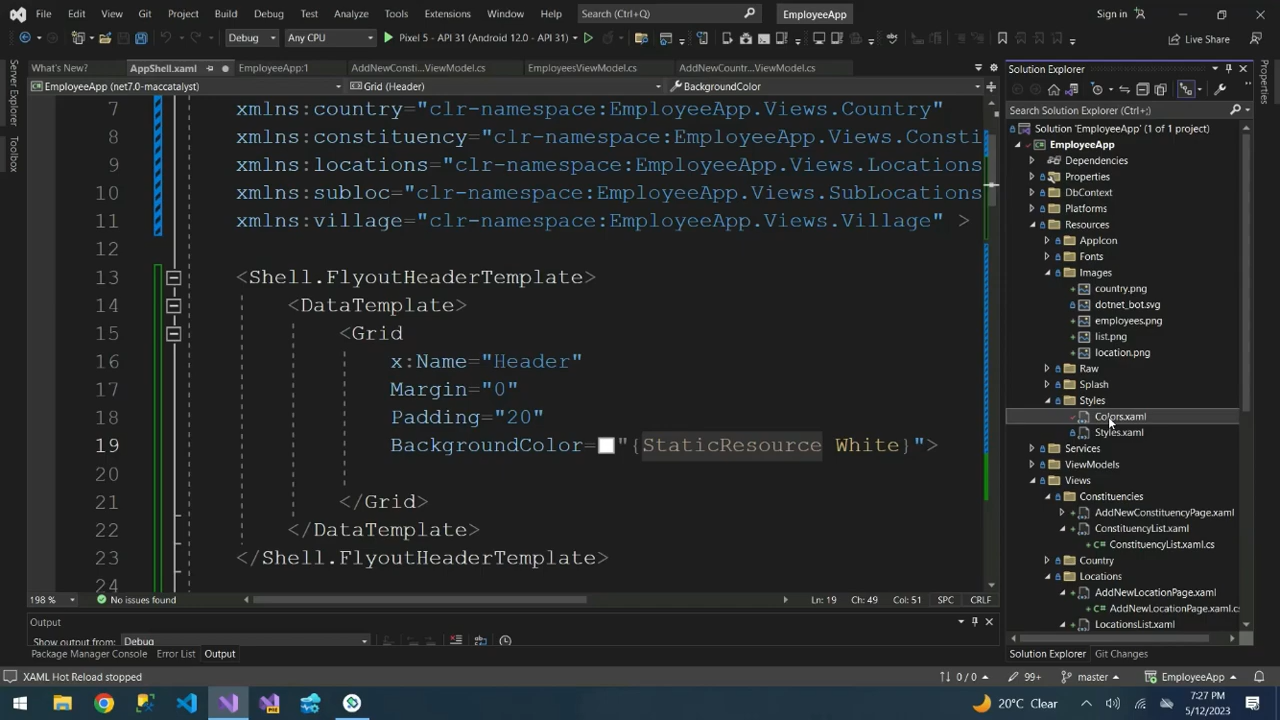 File Edit View Git Project Build Debug Test Analyze Tools Extensions Window Help Search (Ctrl+Q) EmployeeApp Sign in
Debug Any CPU Pixel 5 - API 31 (Android 12.0 - API 31) Live Share
What's New? AppShell.xaml EmployeeApp:1 AddNewConsti...ViewModel.cs EmployeesViewModel.cs AddNewCountr...ViewModel.cs
EmployeeApp (net7.0-maccatalyst) Grid (Header) BackgroundColor
Server Explorer
Toolbox
7 xmlns:country="clr-namespace:EmployeeApp.Views.Country"
8 xmlns:constituency="clr-namespace:EmployeeApp.Views.Consti
9 xmlns:locations="clr-namespace:EmployeeApp.Views.Locations
10 xmlns:subloc="clr-namespace:EmployeeApp.Views.SubLocations
11 xmlns:village="clr-namespace:EmployeeApp.Views.Village" >
12
13 <Shell.FlyoutHeaderTemplate>
14 <DataTemplate>
15 <Grid
16 x:Name="Header"
17 Margin="0"
18 Padding="20"
19 BackgroundColor="{StaticResource White}">
20
21 </Grid>
22 </DataTemplate>
23 </Shell.FlyoutHeaderTemplate>
24
198 % No issues found Ln: 19 Ch: 49 Col: 51 SPC CRLF
Output
Show output from: Debug
Package Manager Console Error List Output
Solution Explorer
Search Solution Explorer (Ctrl+;)
Solution 'EmployeeApp' (1 of 1 project)
EmployeeApp
Dependencies
Properties
DbContext
Platforms
Resources
AppIcon
Fonts
Images
country.png
dotnet_bot.svg
employees.png
list.png
location.png
Raw
Splash
Styles
Colors.xaml
Styles.xaml
Services
ViewModels
Views
Constituencies
AddNewConstituencyPage.xaml
ConstituencyList.xaml
ConstituencyList.xaml.cs
Country
Locations
AddNewLocationPage.xaml
AddNewLocationPage.xaml.cs
LocationsList.xaml
Solution Explorer Git Changes
Properties
XAML Hot Reload stopped 0 / 0 99+ master EmployeeApp
20°C Clear 7:27 PM
5/12/2023